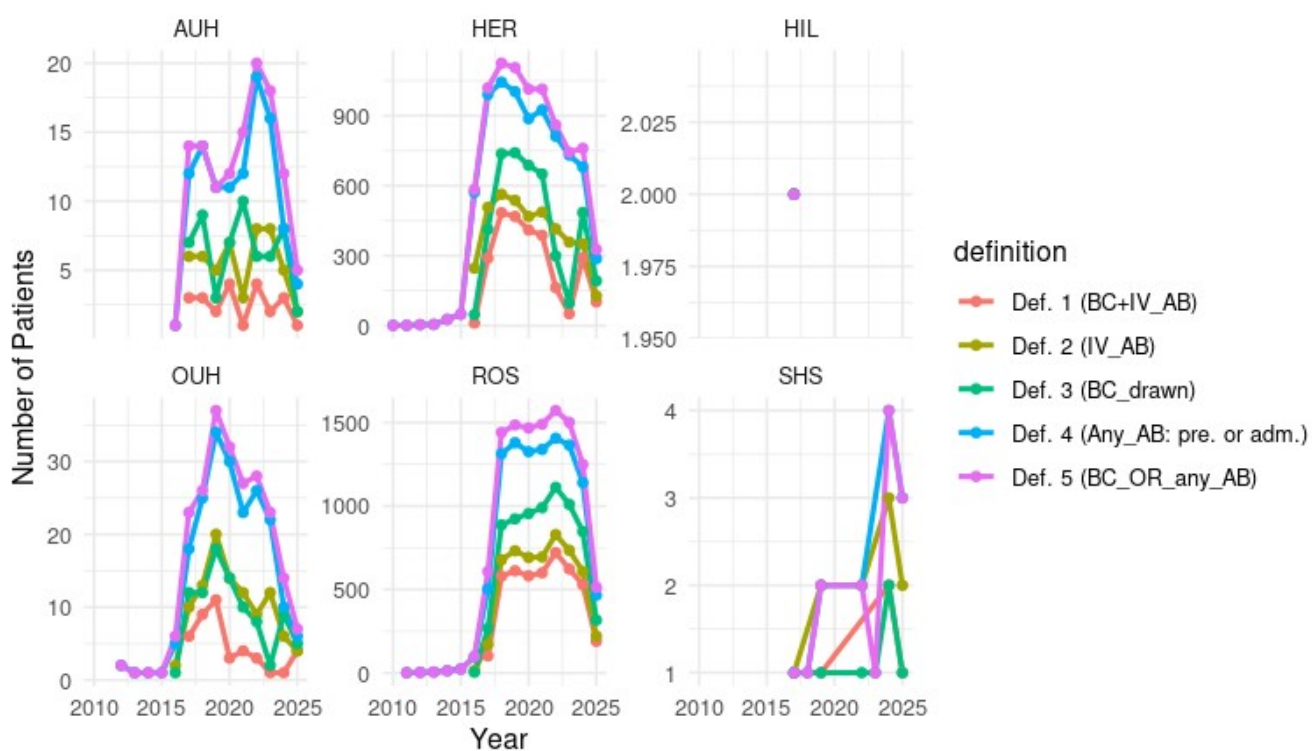 AUH
HER
HIL
20
15
10
5
900
600
300
0
2.025
2.000
1.975
1.950
Number of Patients
OUH
ROS
SHS
30
20
10
0
1500
1000
500
0
4
3
2
1
2010 2015 2020 2025
2010 2015 2020 2025
2010 2015 2020 2025
Year
definition
Def. 1 (BC+IV_AB)
Def. 2 (IV_AB)
Def. 3 (BC_drawn)
Def. 4 (Any_AB: pre. or adm.)
Def. 5 (BC_OR_any_AB)